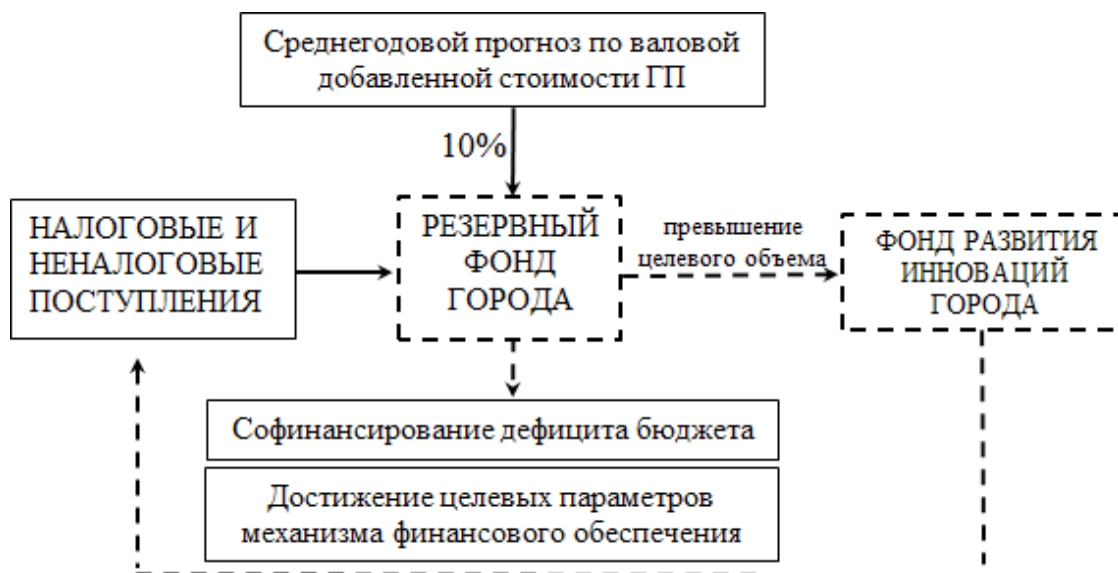 Среднегодовой прогноз по валовой
добавленной стоимости ГП
10%
НАЛОГОВЫЕ И
НЕНАЛОГОВЫЕ
ПОСТУПЛЕНИЯ
РЕЗЕРВНЫЙ
ФОНД
ГОРОДА
превышение
целевого объема
ФОНД РАЗВИТИЯ
ИННОВАЦИЙ
ГОРОДА
Софинансирование дефицита бюджета
Достижение целевых параметров
механизма финансового обеспечения